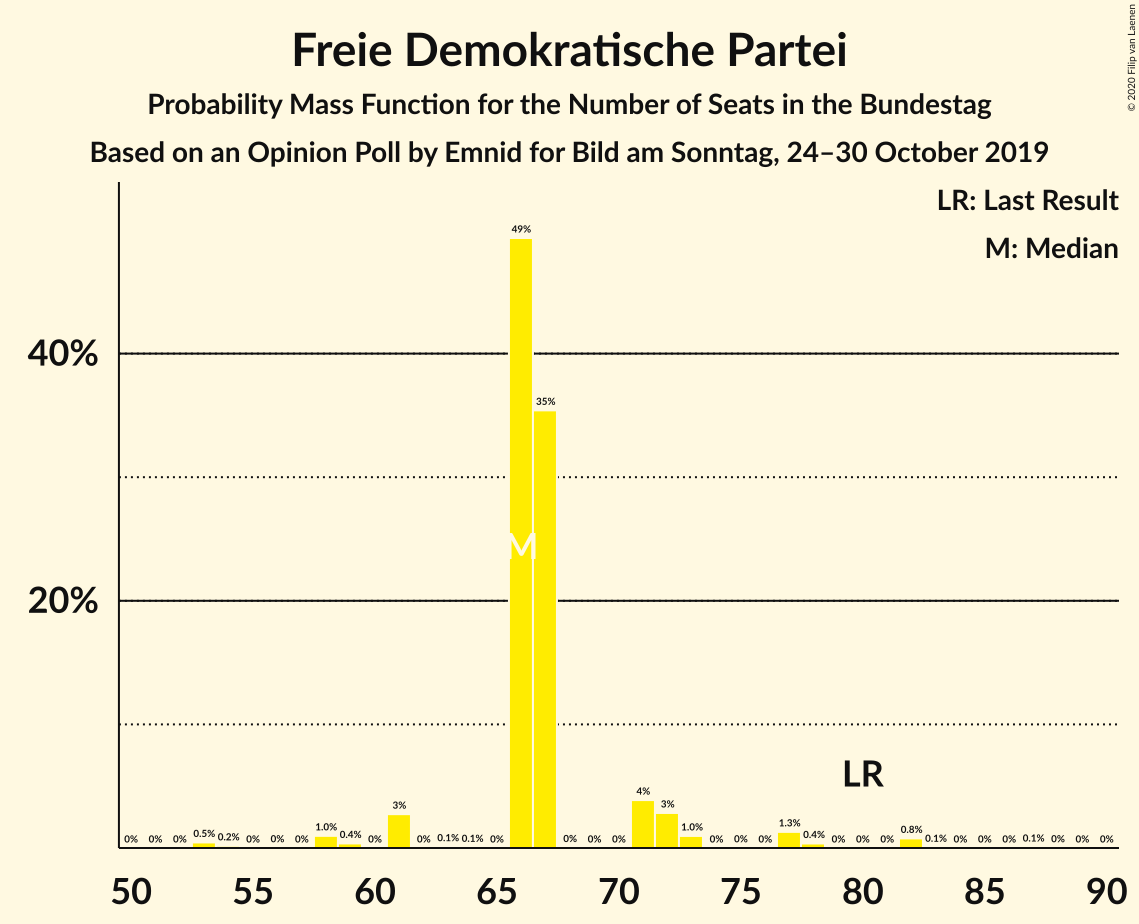 Freie Demokratische Partei
Probability Mass Function for the Number of Seats in the Bundestag
Based on an Opinion Poll by Emnid for Bild am Sonntag, 24–30 October 2019
© 2020 Filip van Laenen
LR: Last Result
M: Median
40%
20%
49%
35%
M
LR
0% 0% 0% 0.5% 0.2% 0% 0% 0% 1.0% 0.4% 0% 3% 0% 0.1% 0.1% 0% 0% 0% 0% 4% 3% 1.0% 0% 0% 0% 1.3% 0.4% 0% 0% 0% 0.8% 0.1% 0% 0% 0% 0.1% 0% 0% 0%
50 55 60 65 70 75 80 85 90